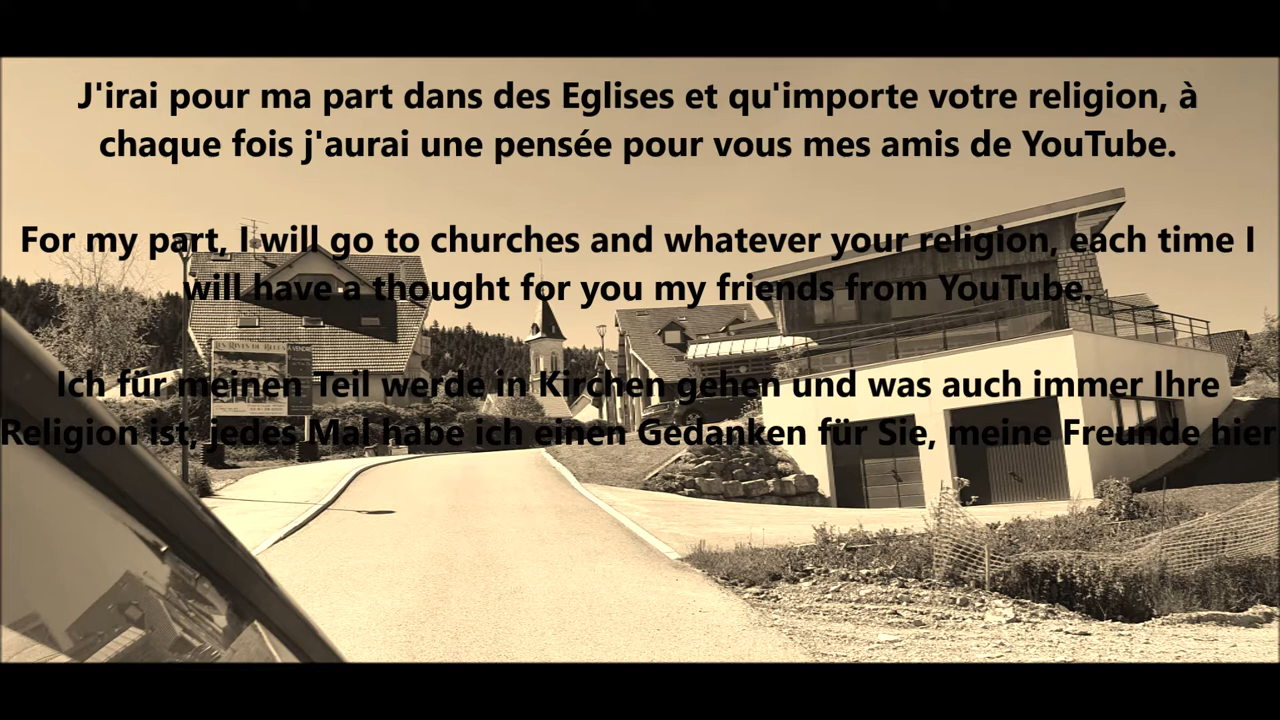 J'irai pour ma part dans des Eglises et qu'importe votre religion, à
chaque fois j'aurai une pensée pour vous mes amis de YouTube.
For my part, I will go to churches and whatever your religion, each time I
will have a thought for you my friends from YouTube.
Ich für meinen Teil werde in Kirchen gehen und was auch immer Ihre
Religion ist, jedes Mal habe ich einen Gedanken für Sie, meine Freunde hier
A VENDRE